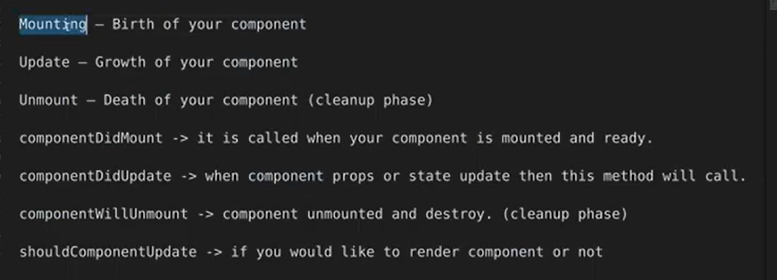 Mounting – Birth of your component
Update – Growth of your component
Unmount – Death of your component (cleanup phase)
componentDidMount -> it is called when your component is mounted and ready.
componentDidUpdate -> when component props or state update then this method will call.
componentWillUnmount -> component unmounted and destroy. (cleanup phase)
shouldComponentUpdate -> if you would like to render component or not